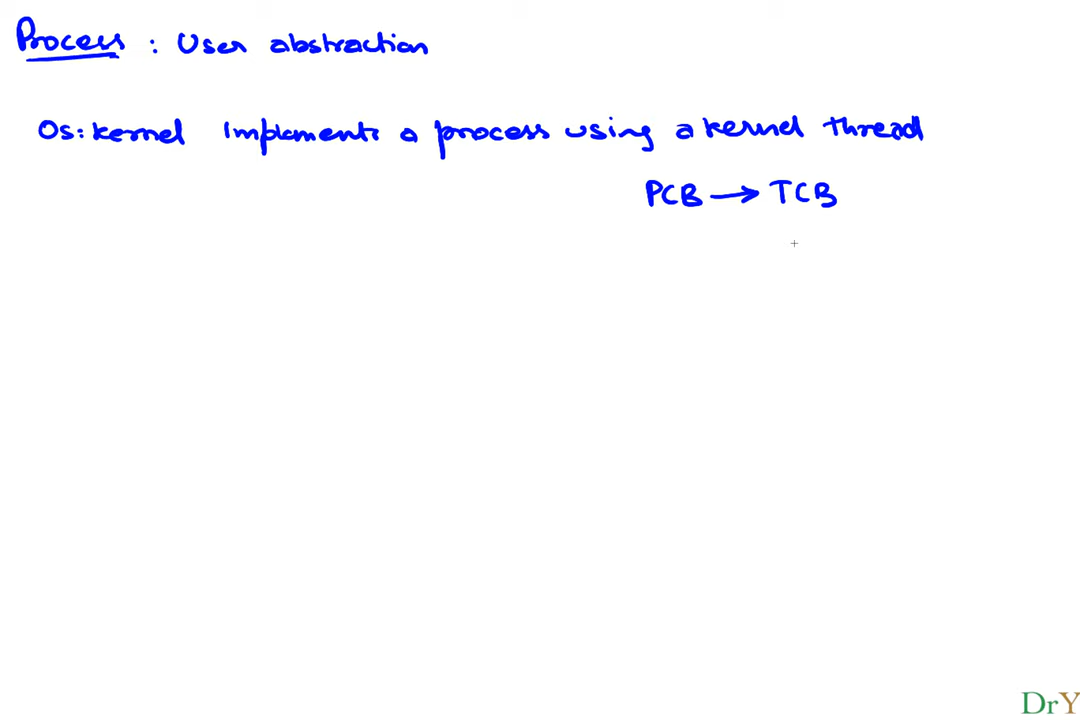 Process : User abstraction
OS: kernel implements a process using a kernel thread
PCB → TCB
DrY